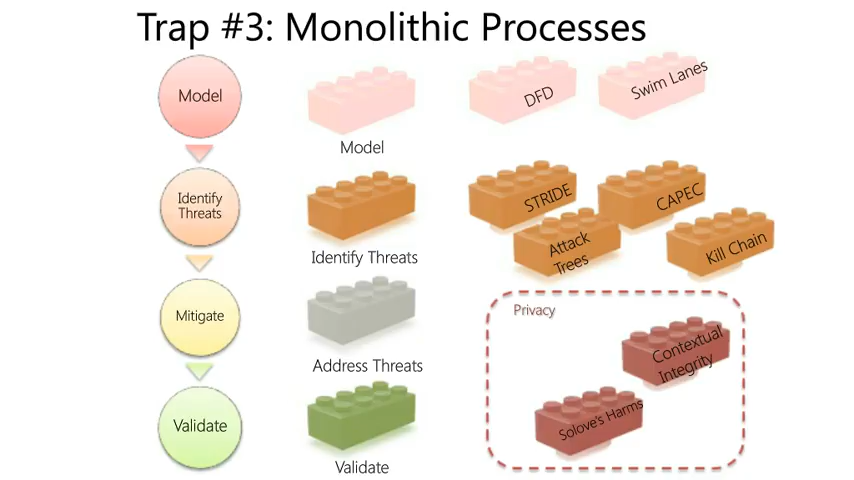 Trap #3: Monolithic Processes
Model
Model
DFD
Swim Lanes
Identify
Threats
Identify Threats
STRIDE
CAPEC
Attack
Trees
Kill Chain
Mitigate
Address Threats
Privacy
Contextual
Integrity
Solove's Harms
Validate
Validate